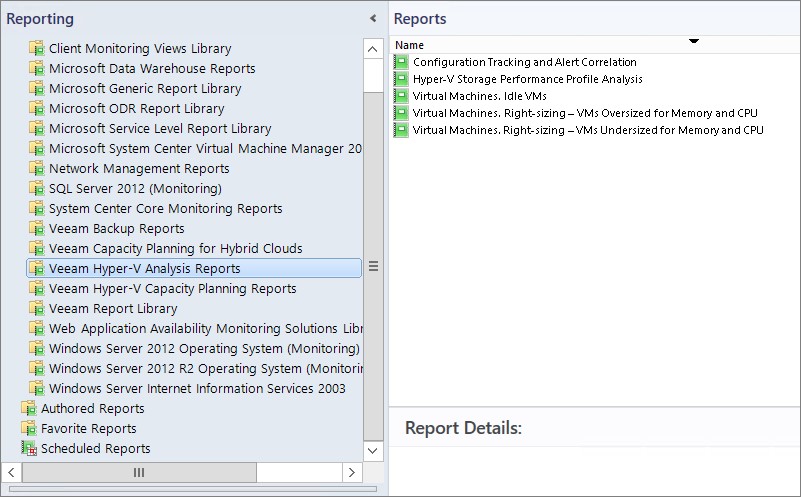 Reporting
Client Monitoring Views Library
Microsoft Data Warehouse Reports
Microsoft Generic Report Library
Microsoft ODR Report Library
Microsoft Service Level Report Library
Microsoft System Center Virtual Machine Manager 20
Network Management Reports
SQL Server 2012 (Monitoring)
System Center Core Monitoring Reports
Veeam Backup Reports
Veeam Capacity Planning for Hybrid Clouds
Veeam Hyper-V Analysis Reports
Veeam Hyper-V Capacity Planning Reports
Veeam Report Library
Web Application Availability Monitoring Solutions Libr
Windows Server 2012 Operating System (Monitoring)
Windows Server 2012 R2 Operating System (Monitorin
Windows Server Internet Information Services 2003
Authored Reports
Favorite Reports
Scheduled Reports
Reports
Name
Configuration Tracking and Alert Correlation
Hyper-V Storage Performance Profile Analysis
Virtual Machines. Idle VMs
Virtual Machines. Right-sizing – VMs Oversized for Memory and CPU
Virtual Machines. Right-sizing – VMs Undersized for Memory and CPU
Report Details: